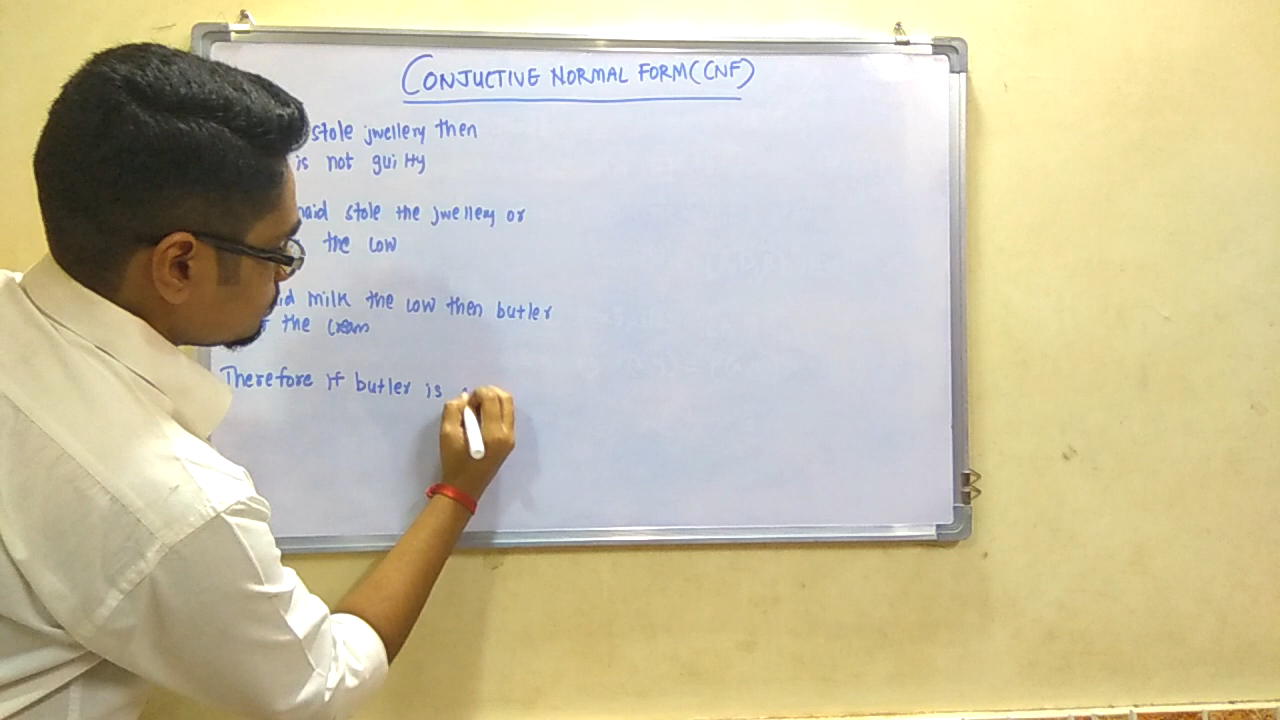 CONJUCTIVE NORMAL FORM(CNF)
stole jwellery then
is not guilty
maid stole the jwellery or
the cow
milk the cow then butler
the cream
Therefore if butler is